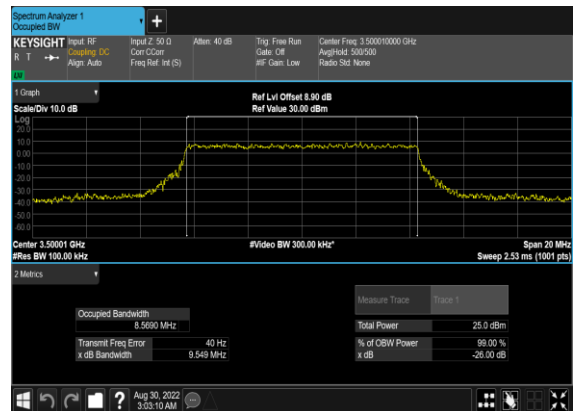 Spectrum Analyzer 1
Occupied BW
+
KEYSIGHT Input: RF Input Z: 50 Ω Atten: 40 dB Trig: Free Run Center Freq: 3.500010000 GHz
R T Coupling: DC Corr CCorr Gate: Off Avg|Hold: 500/500
Align: Auto Freq Ref: Int (S) #IF Gain: Low Radio Std: None
1 Graph
Ref Lvl Offset 8.90 dB
Scale/Div 10.0 dB Ref Value 30.00 dBm
Log
20.0
10.0
0.00
-10.0
-20.0
-30.0
-40.0
-50.0
-60.0
Center 3.50001 GHz #Video BW 300.00 kHz* Span 20 MHz
#Res BW 100.00 kHz Sweep 2.53 ms (1001 pts)
2 Metrics
Measure Trace Trace 1
Occupied Bandwidth
8.5690 MHz Total Power 25.0 dBm
Transmit Freq Error 40 Hz % of OBW Power 99.00 %
x dB Bandwidth 9.549 MHz x dB -26.00 dB
? Aug 30, 2022
3:03:10 AM